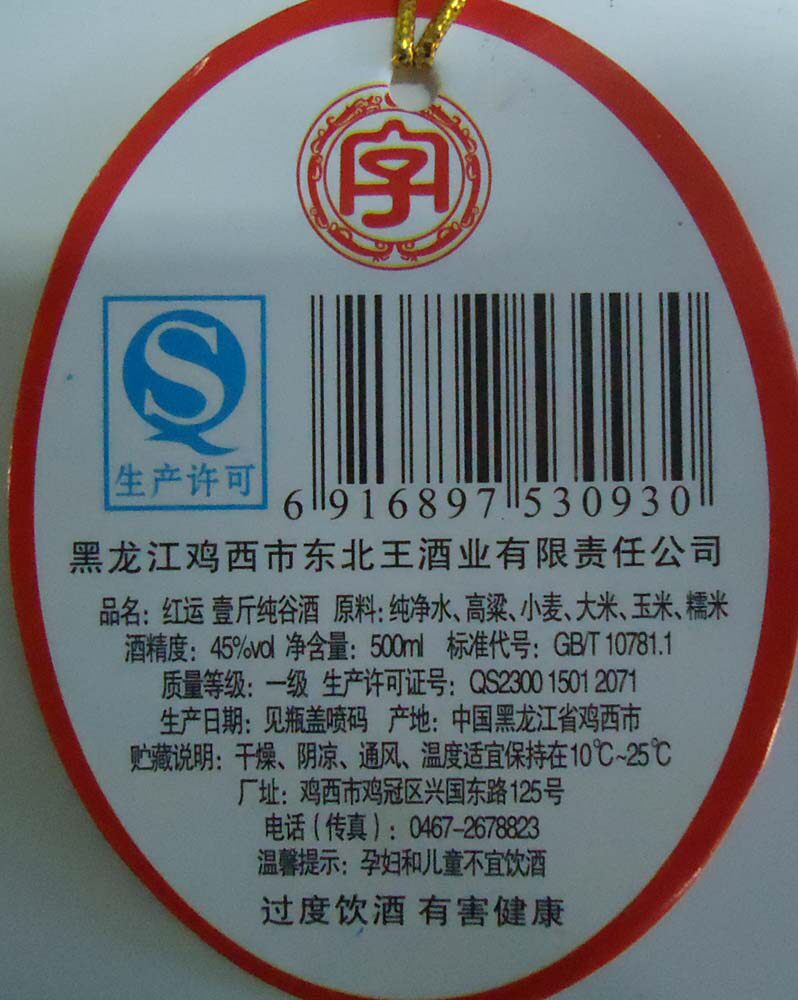 字
S
生产许可
6 916897 530930
黑龙江鸡西市东北王酒业有限责任公司
品名：红运 壹斤纯谷酒 原料：纯净水、高粱、小麦、大米、玉米、糯米
酒精度：45%vol 净含量：500ml 标准代号：GB/T 10781.1
质量等级：一级 生产许可证号：QS2300 1501 2071
生产日期：见瓶盖喷码 产地：中国黑龙江省鸡西市
贮藏说明：干燥、阴凉、通风、温度适宜保持在10℃~25℃
厂址：鸡西市鸡冠区兴国东路125号
电话（传真）：0467-2678823
温馨提示：孕妇和儿童不宜饮酒
过度饮酒 有害健康